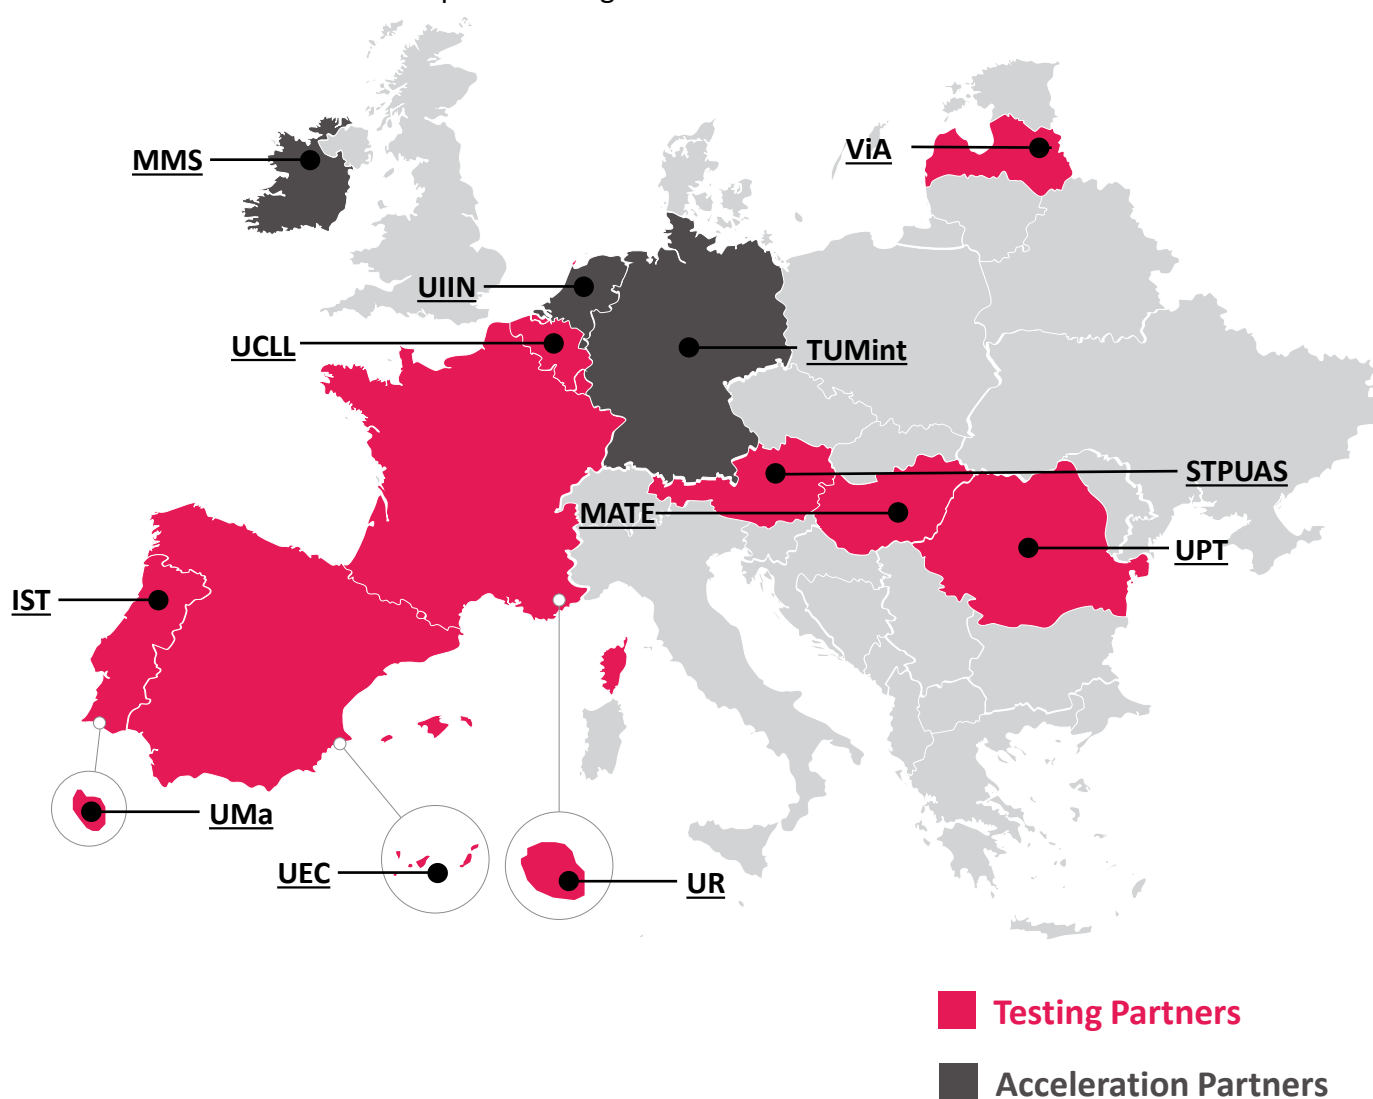 MMS
ViA
UIIN
UCLL
TUMint
STPUAS
MATE
UPT
IST
UMa
UEC
UR
Testing Partners
Acceleration Partners